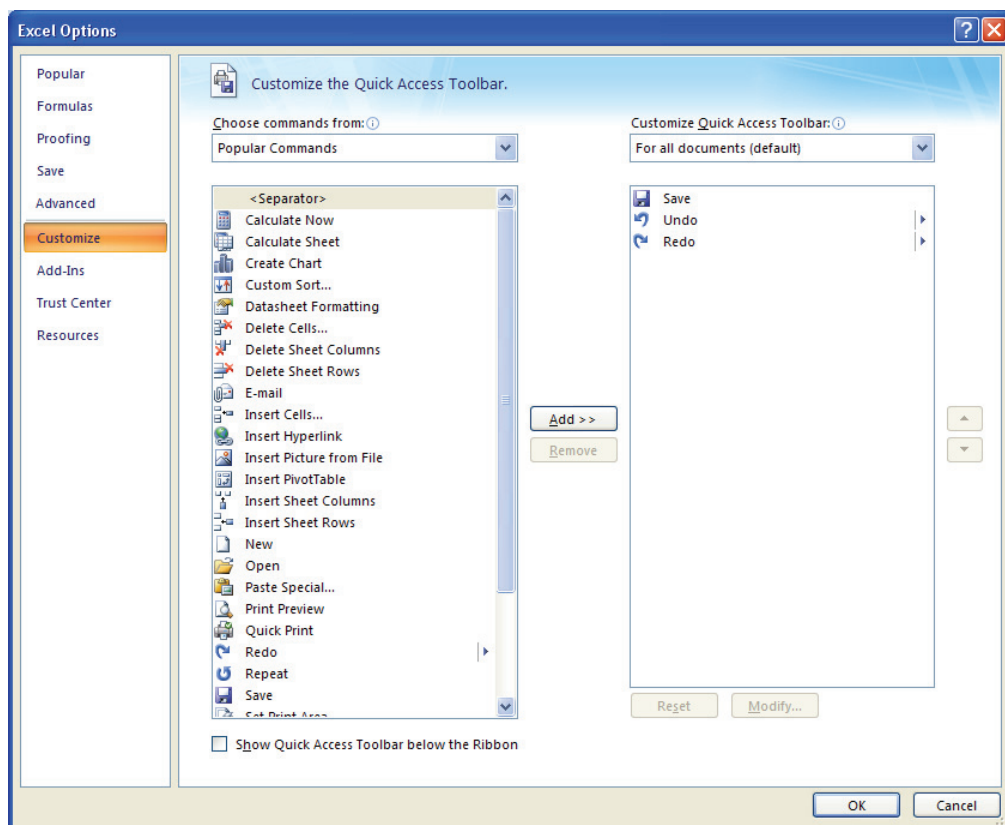 Excel Options
Popular
Formulas
Proofing
Save
Advanced
Customize
Add-Ins
Trust Center
Resources
Customize the Quick Access Toolbar.
Choose commands from:
Popular Commands
<Separator>
Calculate Now
Calculate Sheet
Create Chart
Custom Sort...
Datasheet Formatting
Delete Cells...
Delete Sheet Columns
Delete Sheet Rows
E-mail
Insert Cells...
Insert Hyperlink
Insert Picture from File
Insert PivotTable
Insert Sheet Columns
Insert Sheet Rows
New
Open
Paste Special...
Print Preview
Quick Print
Redo
Repeat
Save
Set Print Area
Show Quick Access Toolbar below the Ribbon
Add >>
Remove
Customize Quick Access Toolbar:
For all documents (default)
Save
Undo
Redo
Reset
Modify...
OK
Cancel